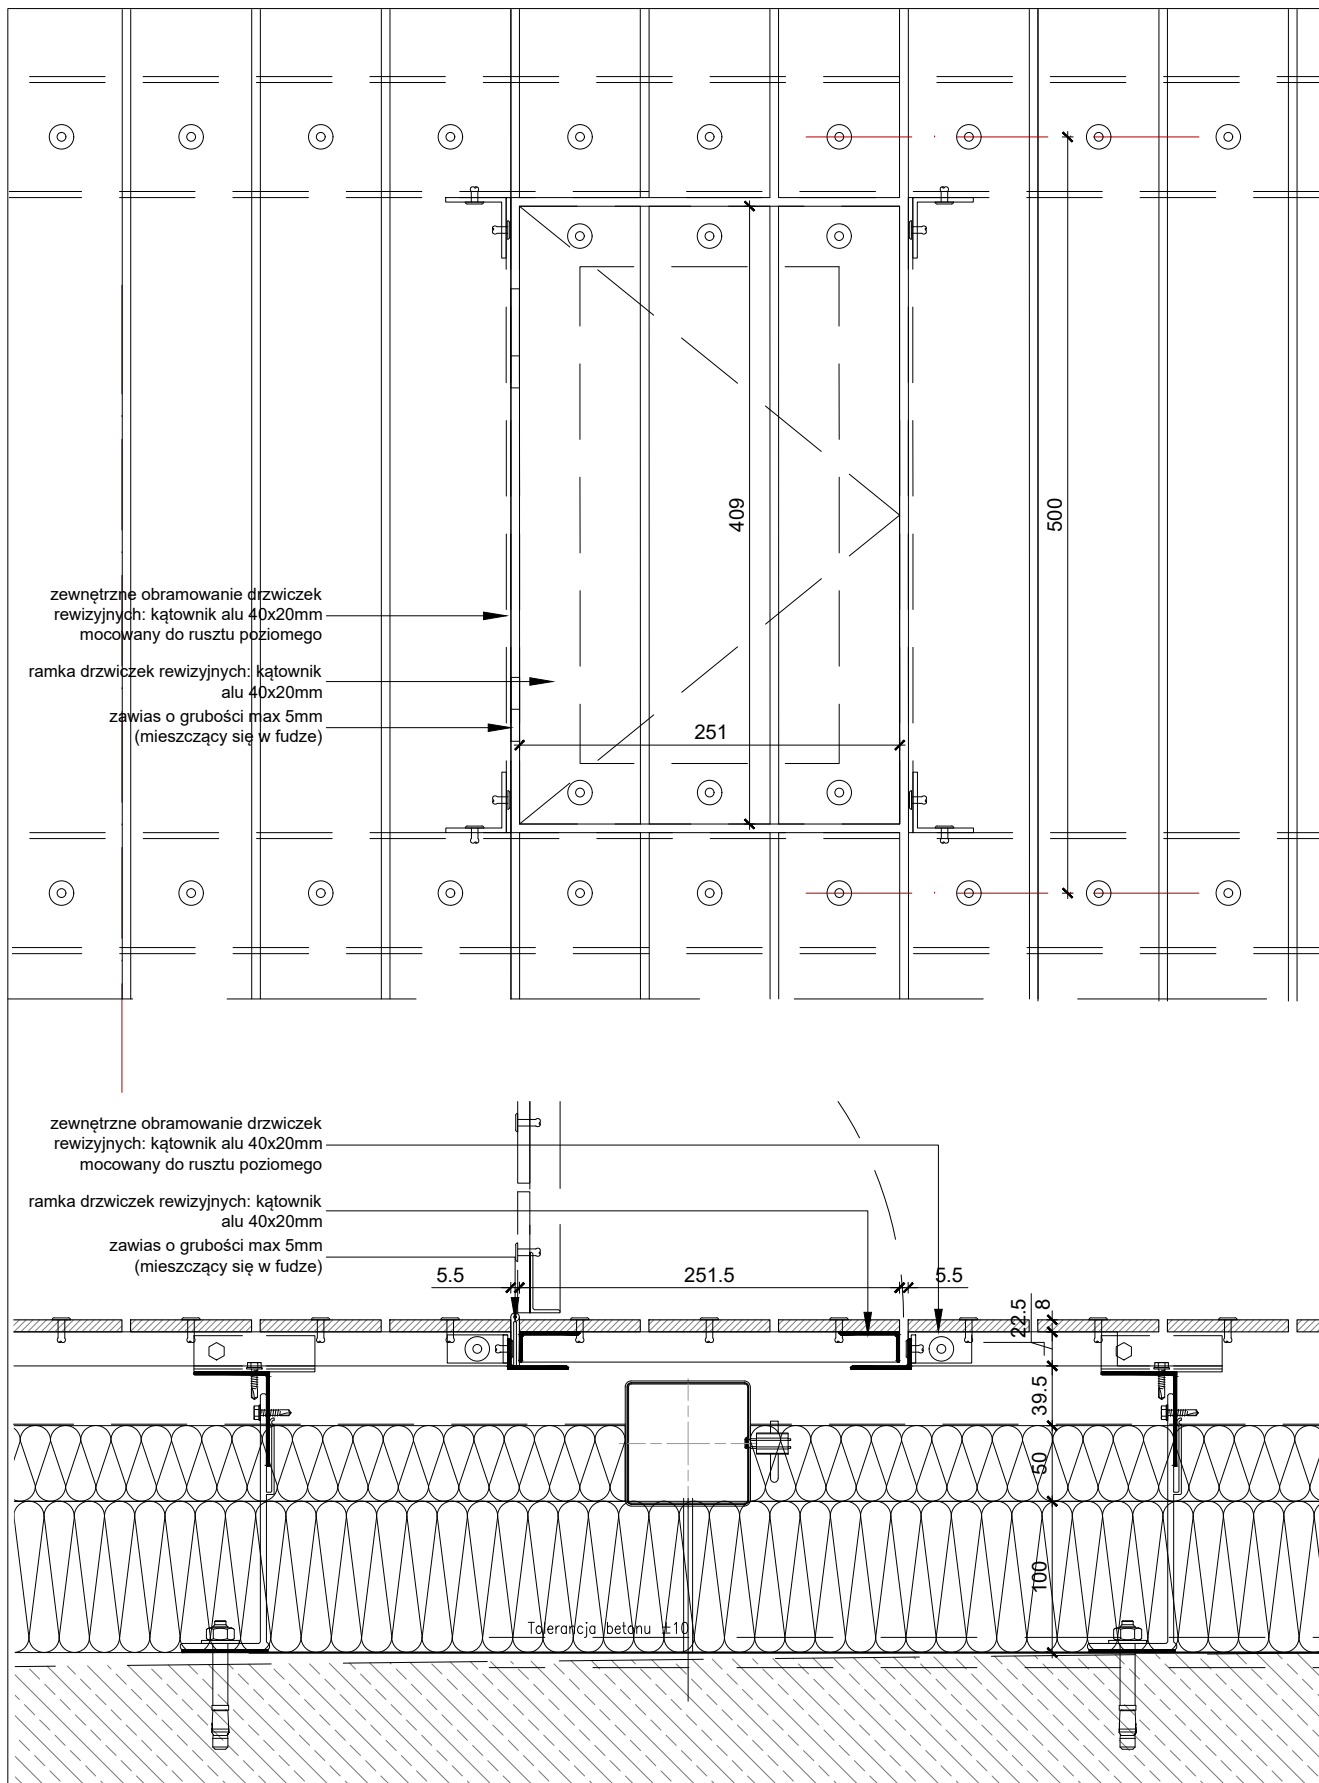 409
500
zewnętrzne obramowanie drzwiczek
rewizyjnych: kątownik alu 40x20mm
mocowany do rusztu poziomego
ramka drzwiczek rewizyjnych: kątownik
alu 40x20mm
zawias o grubości max 5mm
(mieszczący się w fudze)
251
zewnętrzne obramowanie drzwiczek
rewizyjnych: kątownik alu 40x20mm
mocowany do rusztu poziomego
ramka drzwiczek rewizyjnych: kątownik
alu 40x20mm
zawias o grubości max 5mm
(mieszczący się w fudze)
5.5
251.5
5.5
8
22.5
39.5
50
100
Tolerancja betonu ±10